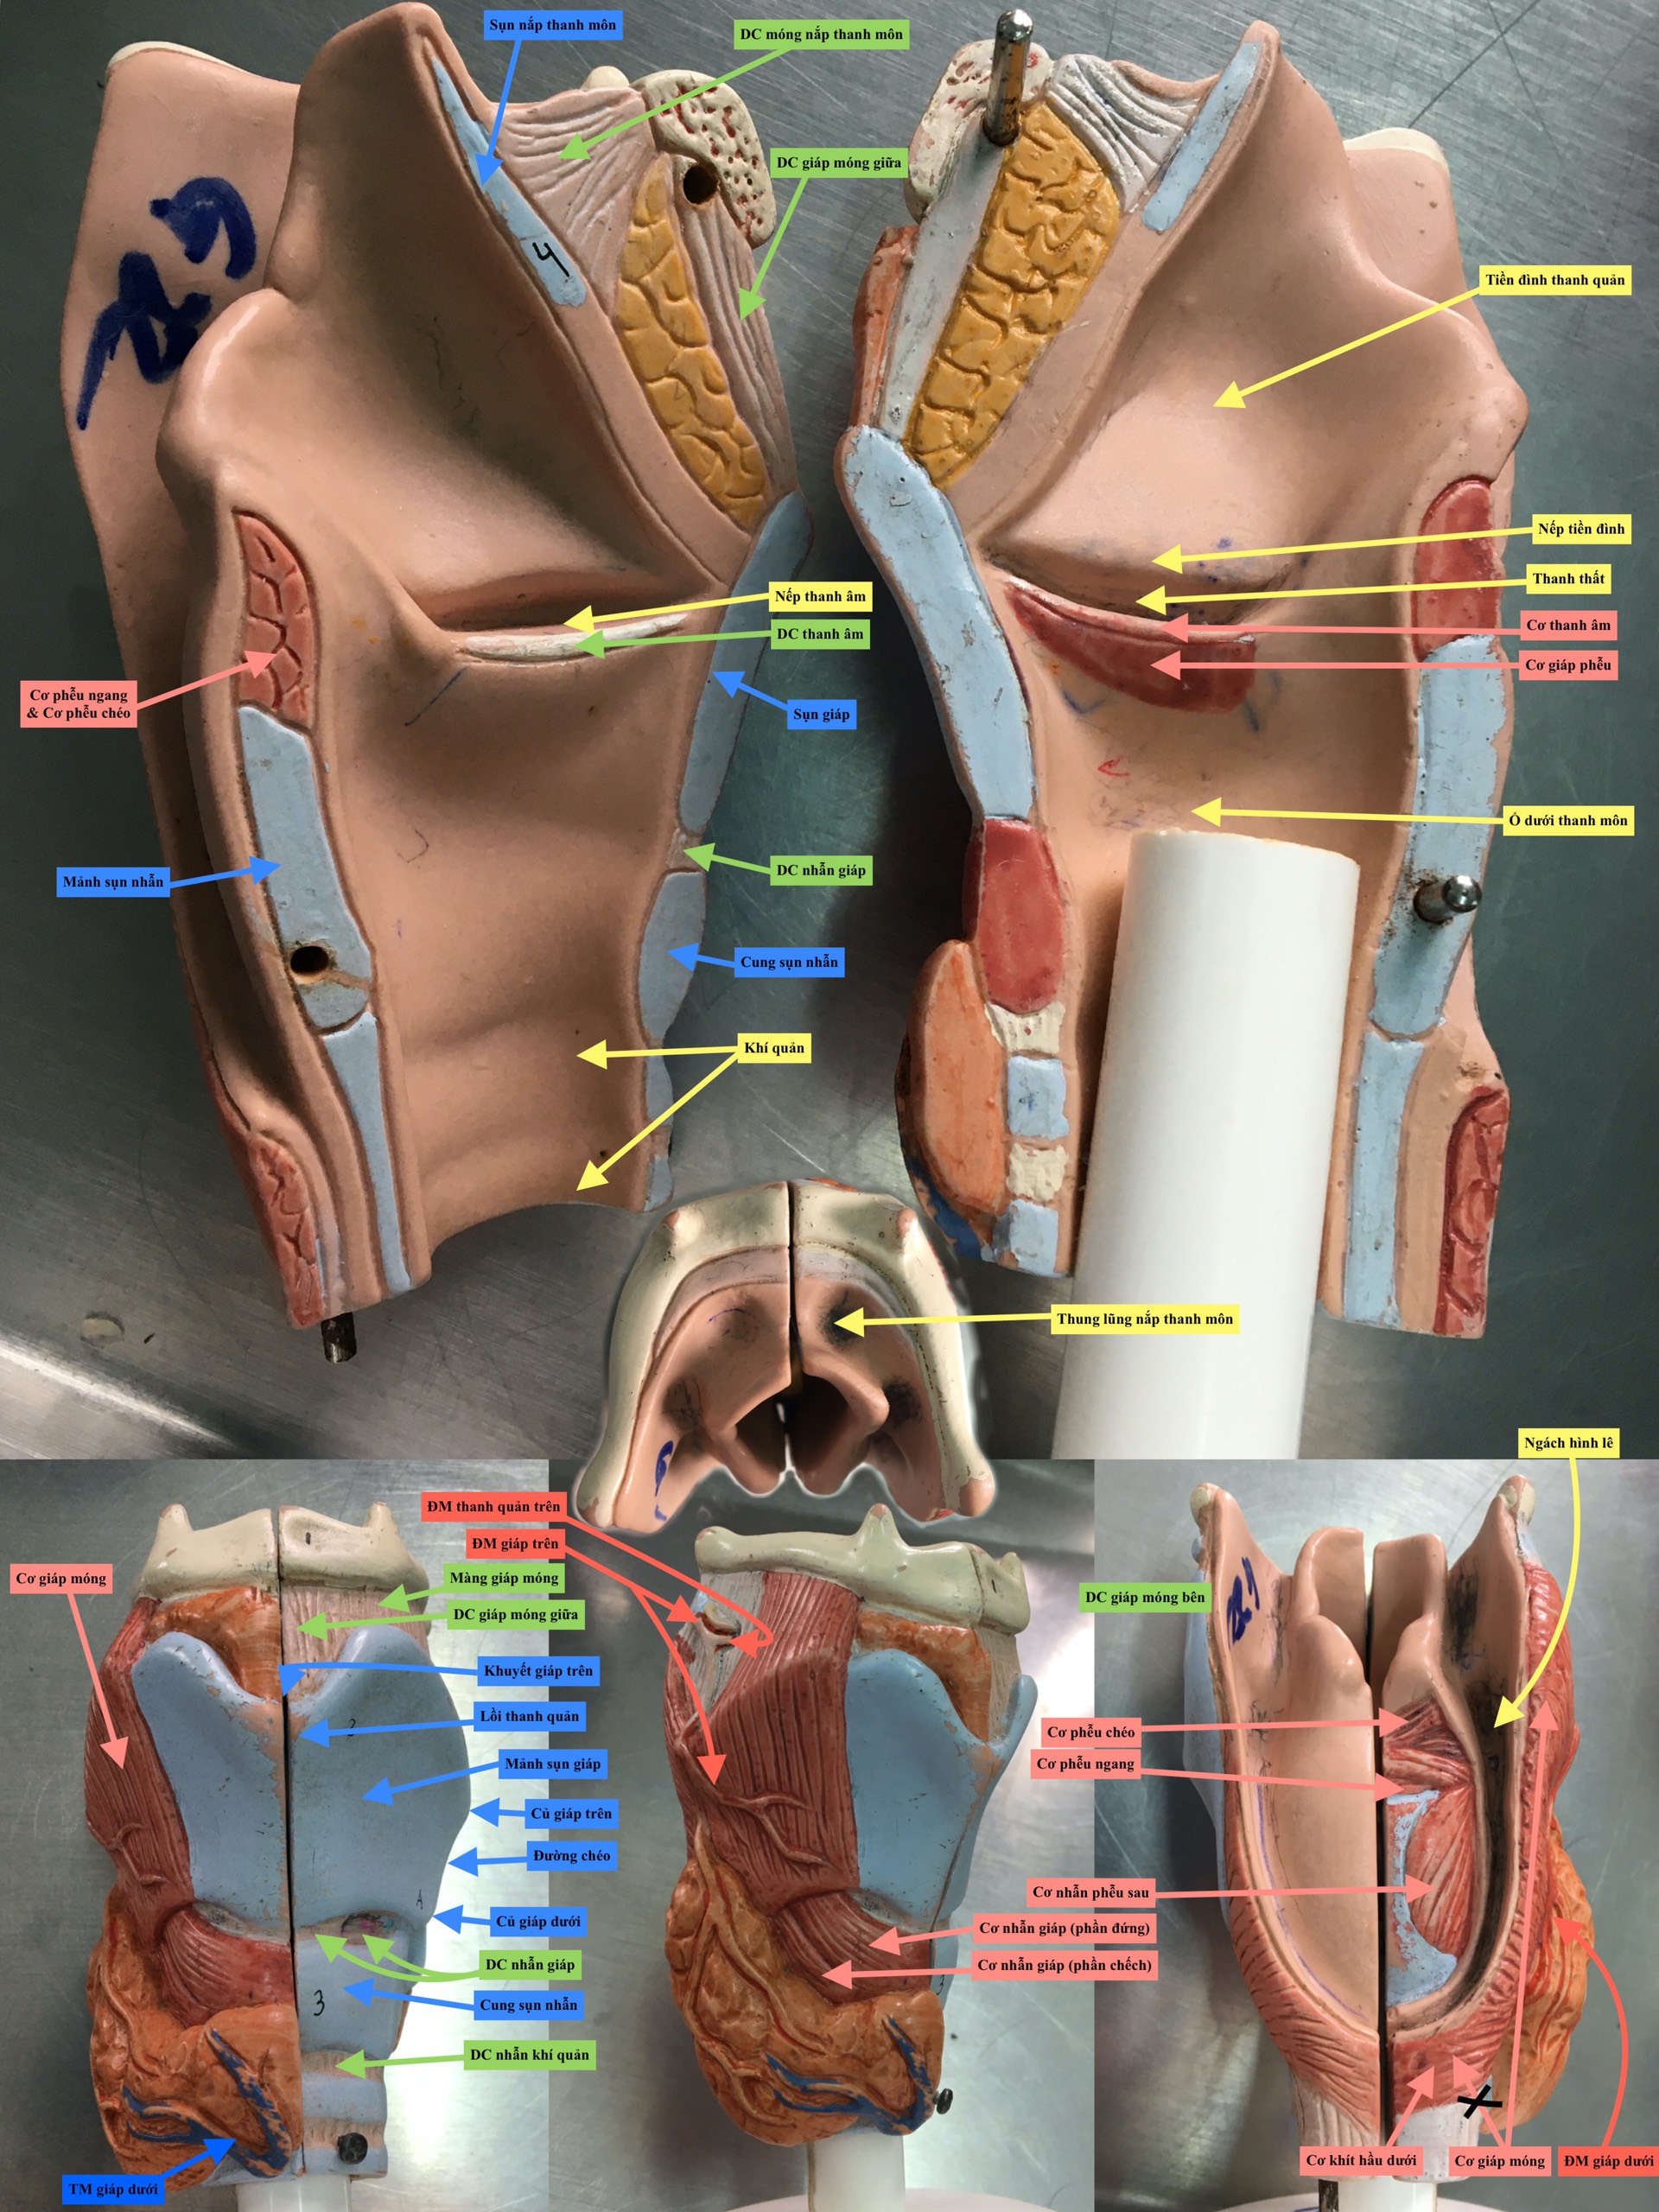 Sụn nắp thanh môn
DC móng nắp thanh môn
DC giáp móng giữa
4
Tiền đình thanh quản
Nếp tiền đình
Thanh thất
Nếp thanh âm
DC thanh âm
Cơ thanh âm
Cơ giáp phễu
Cơ phễu ngang
& Cơ phễu chéo
Sụn giáp
Ổ dưới thanh môn
DC nhẫn giáp
Mảnh sụn nhẫn
Cung sụn nhẫn
Khí quản
Thung lũng nắp thanh môn
Ngách hình lê
ĐM thanh quản trên
ĐM giáp trên
Cơ giáp móng
Màng giáp móng
DC giáp móng giữa
DC giáp móng bên
Khuyết giáp trên
Lồi thanh quản
2
Cơ phễu chéo
Cơ phễu ngang
Mảnh sụn giáp
Củ giáp trên
Đường chéo
Cơ nhẫn phễu sau
Củ giáp dưới
Cơ nhẫn giáp (phần đứng)
DC nhẫn giáp
Cơ nhẫn giáp (phần chếch)
Cung sụn nhẫn
3
DC nhẫn khí quản
Cơ khít hầu dưới
Cơ giáp móng
ĐM giáp dưới
TM giáp dưới